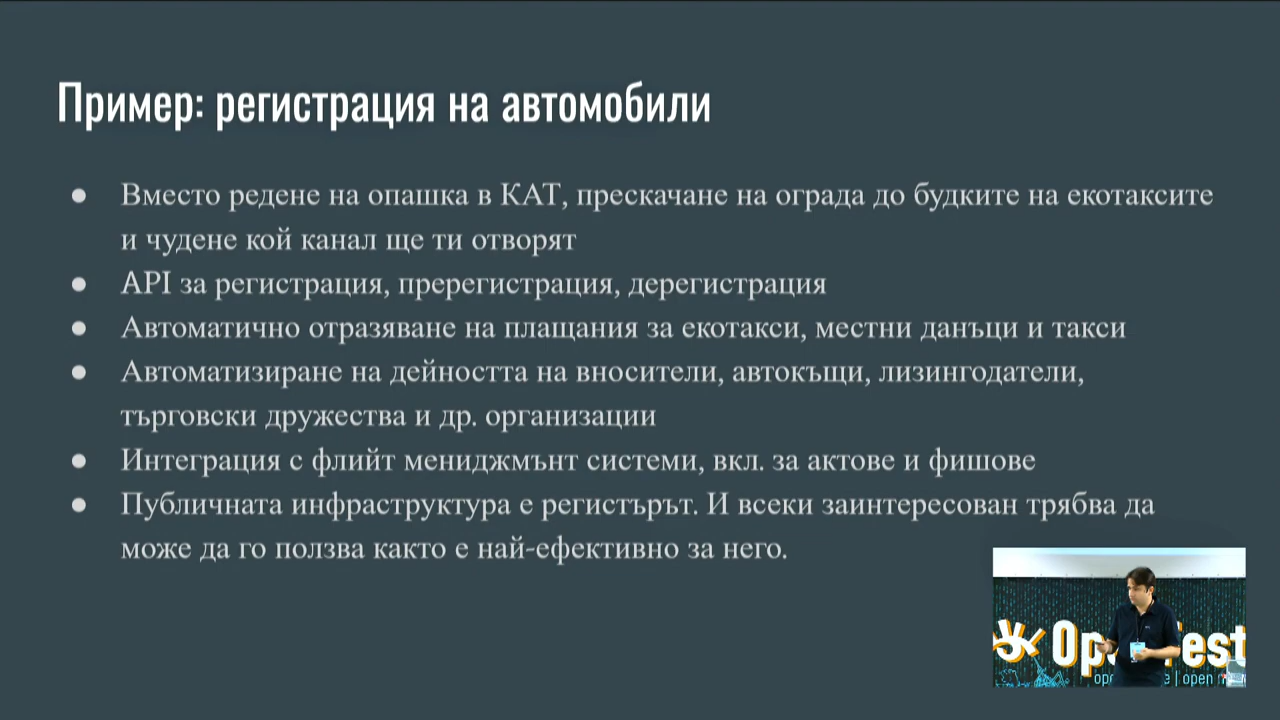 Пример: регистрация на автомобили
● Вместо редене на опашка в КАТ, прескачане на ограда до будките на екотаксите
и чудене кой канал ще ти отворят
● API за регистрация, пререгистрация, дерегистрация
● Автоматично отразяване на плащания за екотакси, местни данъци и такси
● Автоматизиране на дейността на вносители, автокъщи, лизингодатели,
търговски дружества и др. организации
● Интеграция с флийт мениджмънт системи, вкл. за актове и фишове
● Публичната инфраструктура е регистърът. И всеки заинтересован трябва да
може да го ползва както е най-ефективно за него.